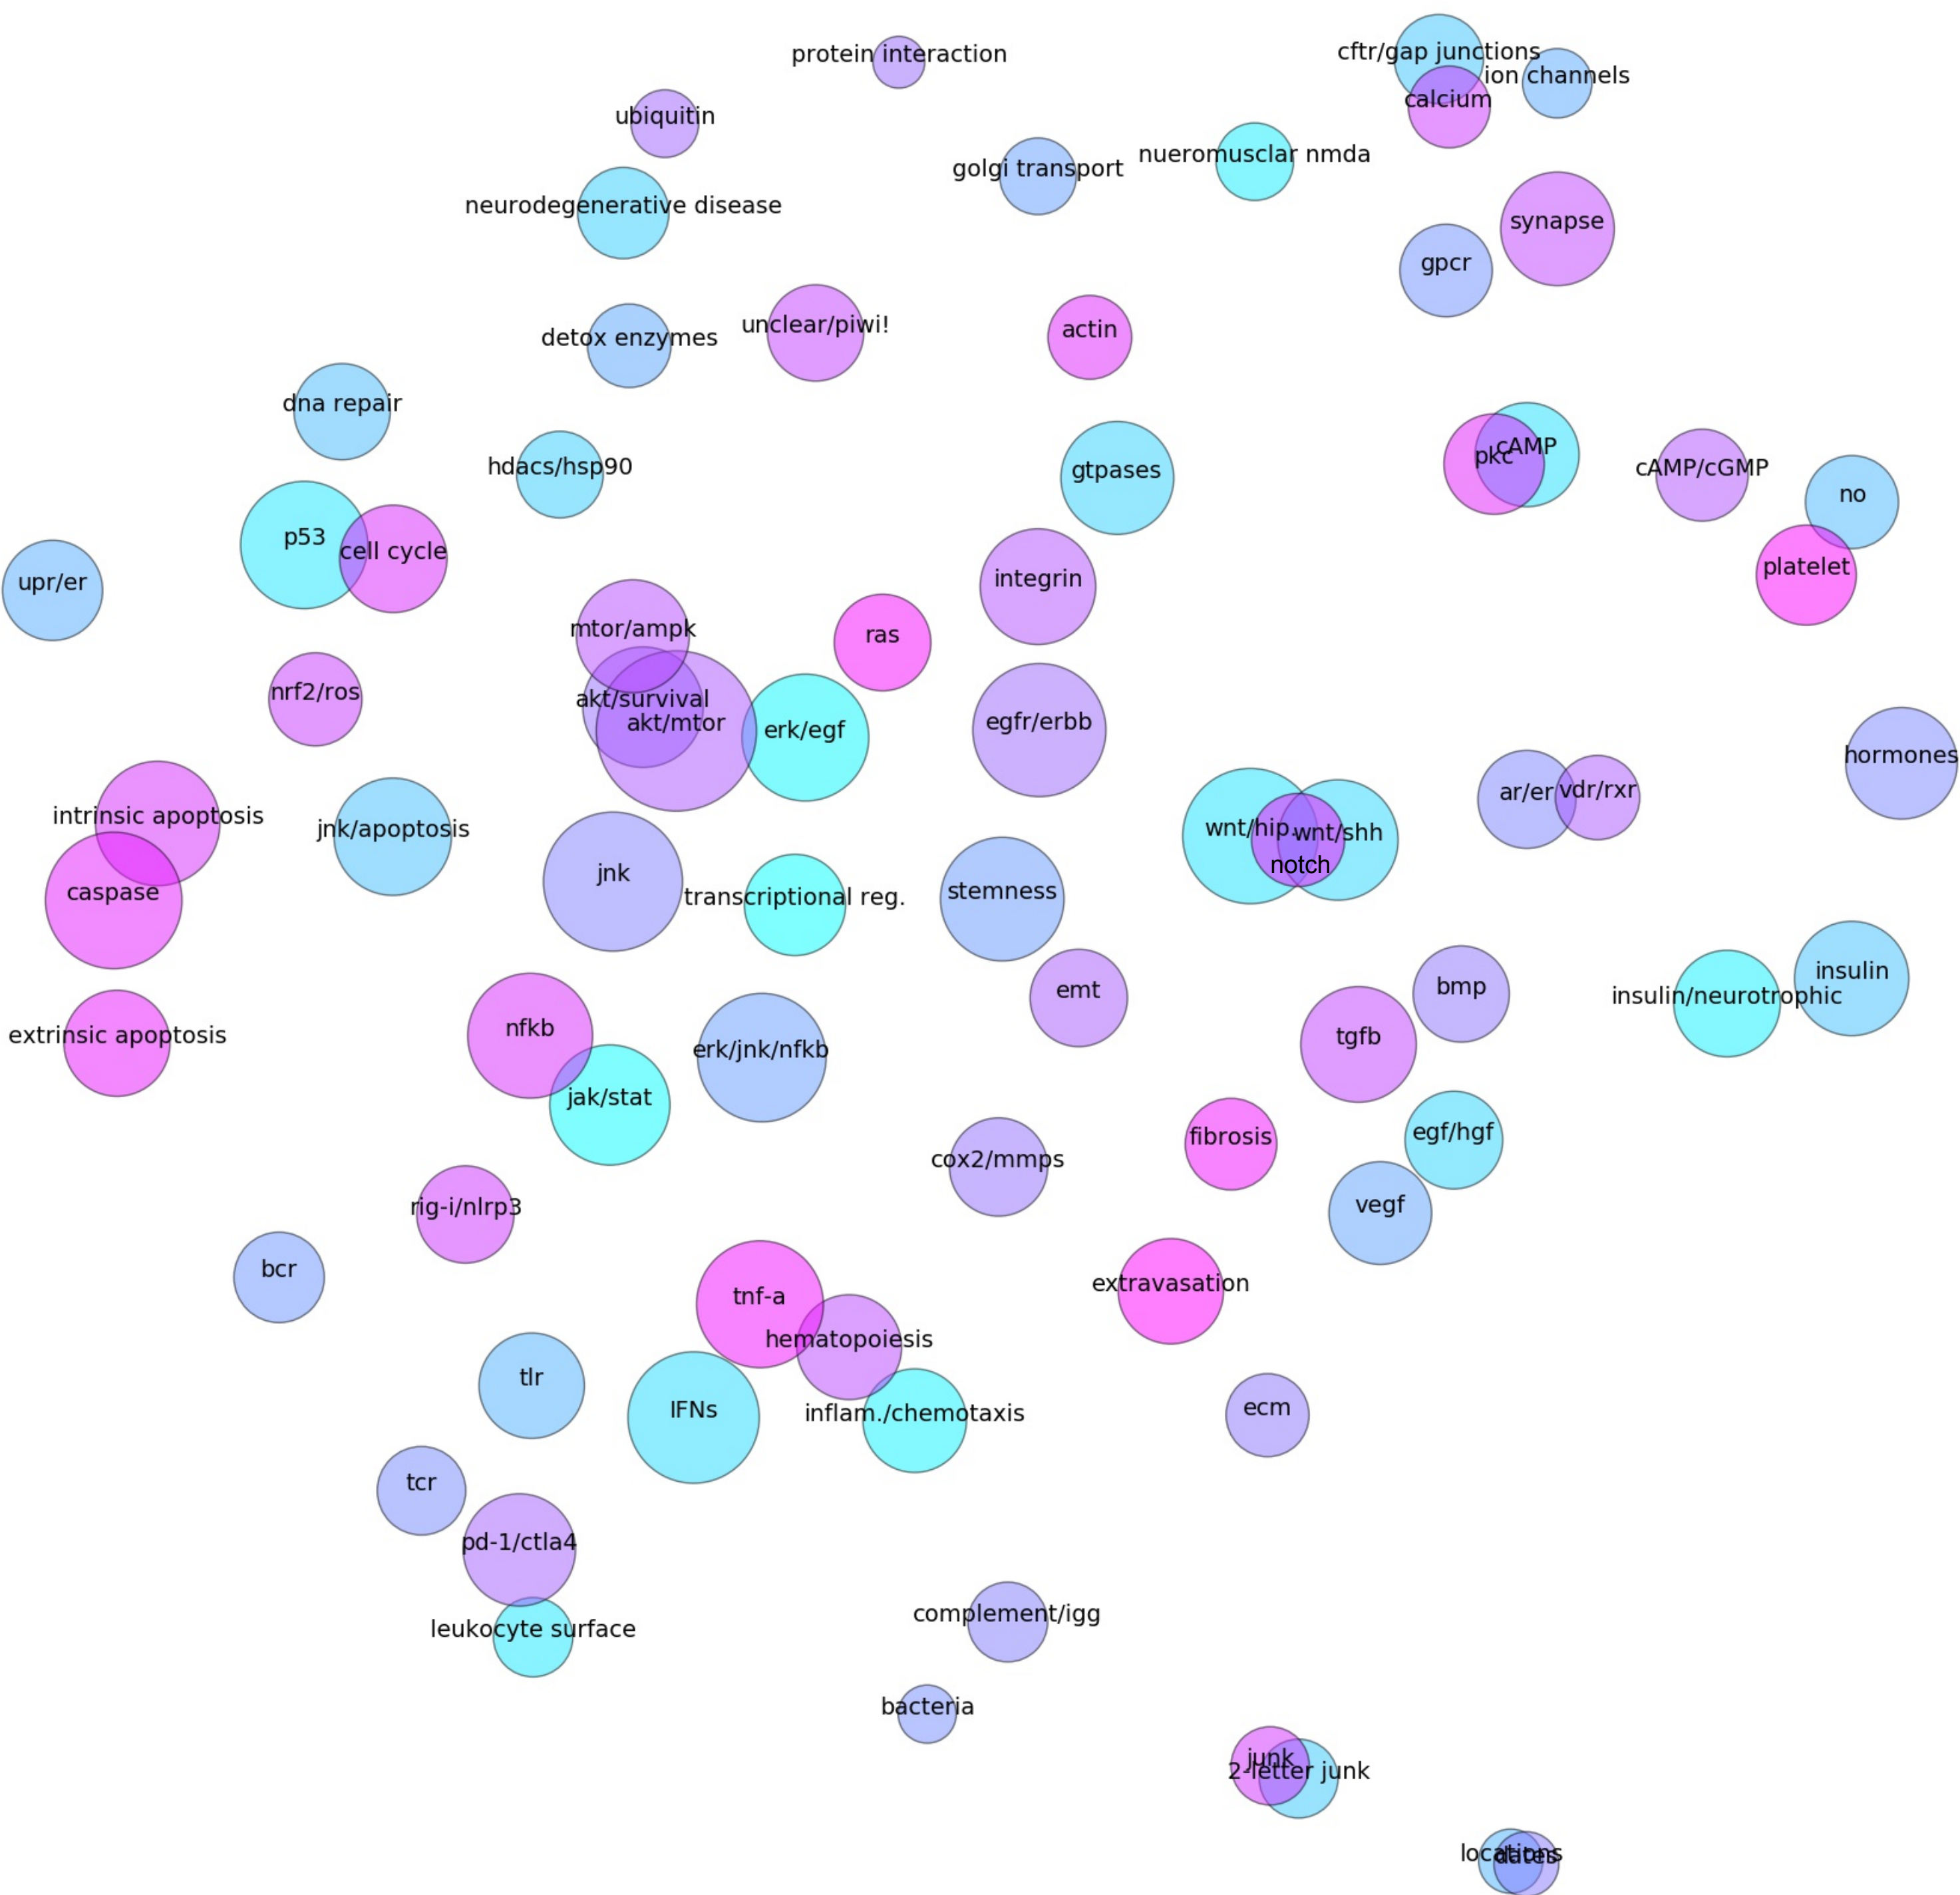 protein interaction
cftr/gap junctions
ion channels
calcium
ubiquitin
golgi transport
nueromusclar nmda
neurodegenerative disease
synapse
gpcr
detox enzymes
unclear/piwi!
actin
dna repair
hdacs/hsp90
gtpases
cAMP
pkc
cAMP/cGMP
no
p53
cell cycle
upr/er
integrin
platelet
mtor/ampk
ras
nrf2/ros
akt/survival
akt/mtor
erk/egf
egfr/erbb
hormones
intrinsic apoptosis
jnk/apoptosis
ar/er
vdr/rxr
wnt/hip.
wnt/shh
notch
caspase
jnk
transcriptional reg.
stemness
emt
bmp
insulin
insulin/neurotrophic
extrinsic apoptosis
nfkb
erk/jnk/nfkb
tgfb
jak/stat
fibrosis
egf/hgf
cox2/mmps
rig-i/nlrp3
vegf
bcr
tnf-a
extravasation
hematopoiesis
tlr
IFNs
inflam./chemotaxis
ecm
tcr
pd-1/ctla4
leukocyte surface
complement/igg
bacteria
junk
2-letter junk
locations
dates